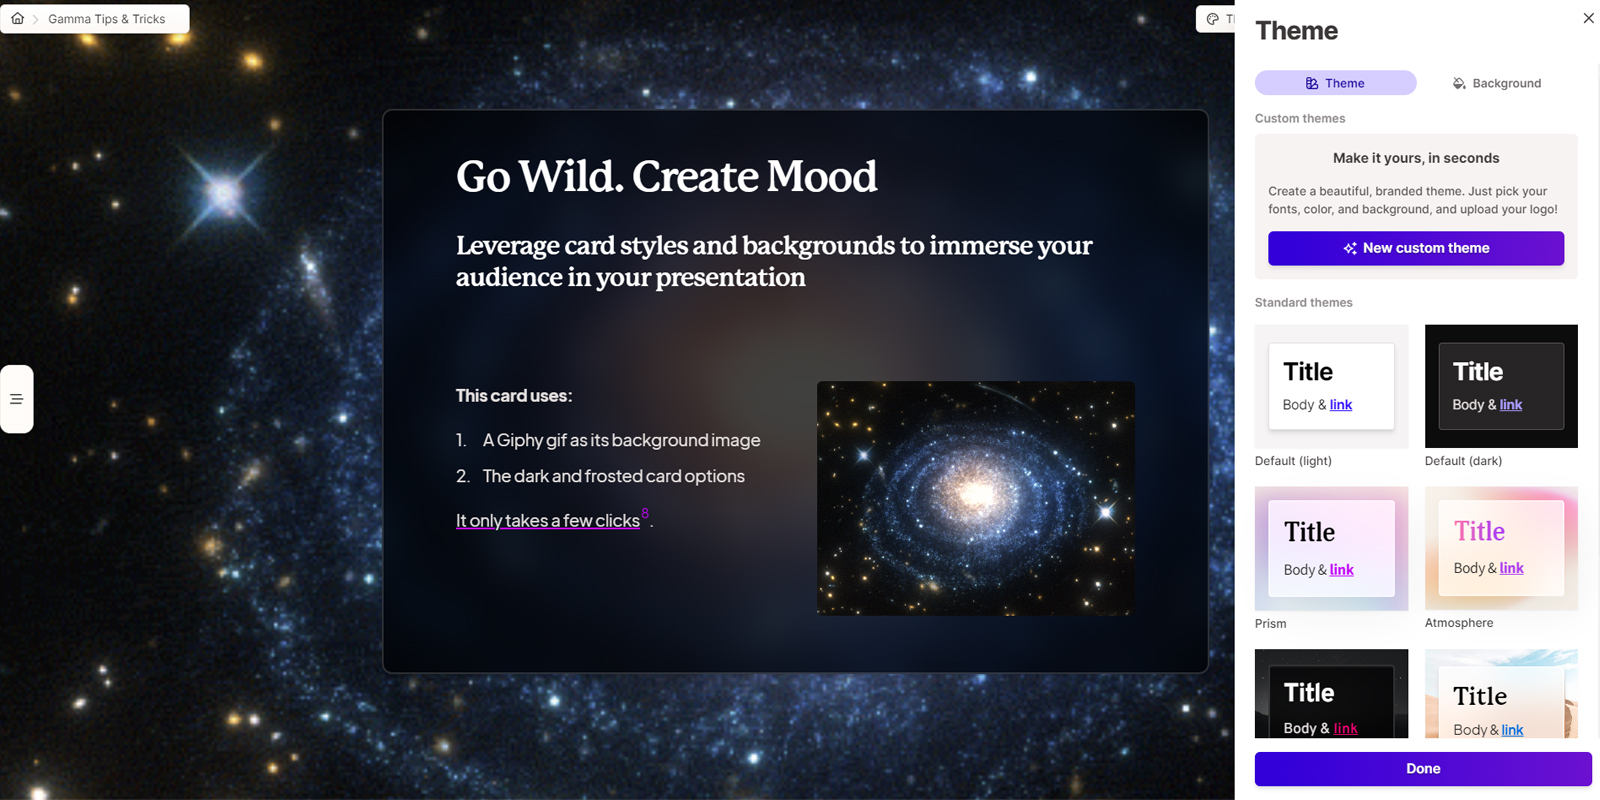 Gamma Tips & Tricks
Go Wild. Create Mood
Leverage card styles and backgrounds to immerse your
audience in your presentation
This card uses:
1. A Giphy gif as its background image
2. The dark and frosted card options
It only takes a few clicks 8.
Theme
Theme
Background
Custom themes
Make it yours, in seconds
Create a beautiful, branded theme. Just pick your
fonts, color, and background, and upload your logo!
New custom theme
Standard themes
Title
Body & link
Default (light)
Title
Body & link
Default (dark)
Title
Body & link
Prism
Title
Body & link
Atmosphere
Title
Body & link
Title
Body & link
Done